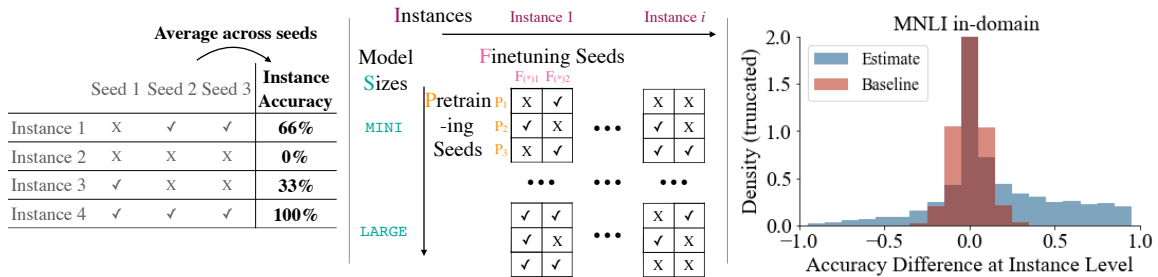 Average across seeds
Seed 1 Seed 2 Seed 3 Instance Accuracy
Instance 1 X ✓ ✓ 66%
Instance 2 X X X 0%
Instance 3 ✓ X X 33%
Instance 4 ✓ ✓ ✓ 100%
Instances Instance 1 Instance i
Model Sizes
Finetuning Seeds
F(*)1 F(*)2
Pretrain
-ing
Seeds
MINI
P1 X ✓ X X
P2 ✓ X ••• ✓ X
P3 X ✓ ✓ ✓
••• ••• •••
LARGE
✓ ✓ X ✓
✓ X ••• ✓ X
✓ ✓ X X
MNLI in-domain
Density (truncated)
2.0
1.5
1.0
0.5
0.0
Estimate
Baseline
−1.0 −0.5 0.0 0.5 1.0
Accuracy Difference at Instance Level